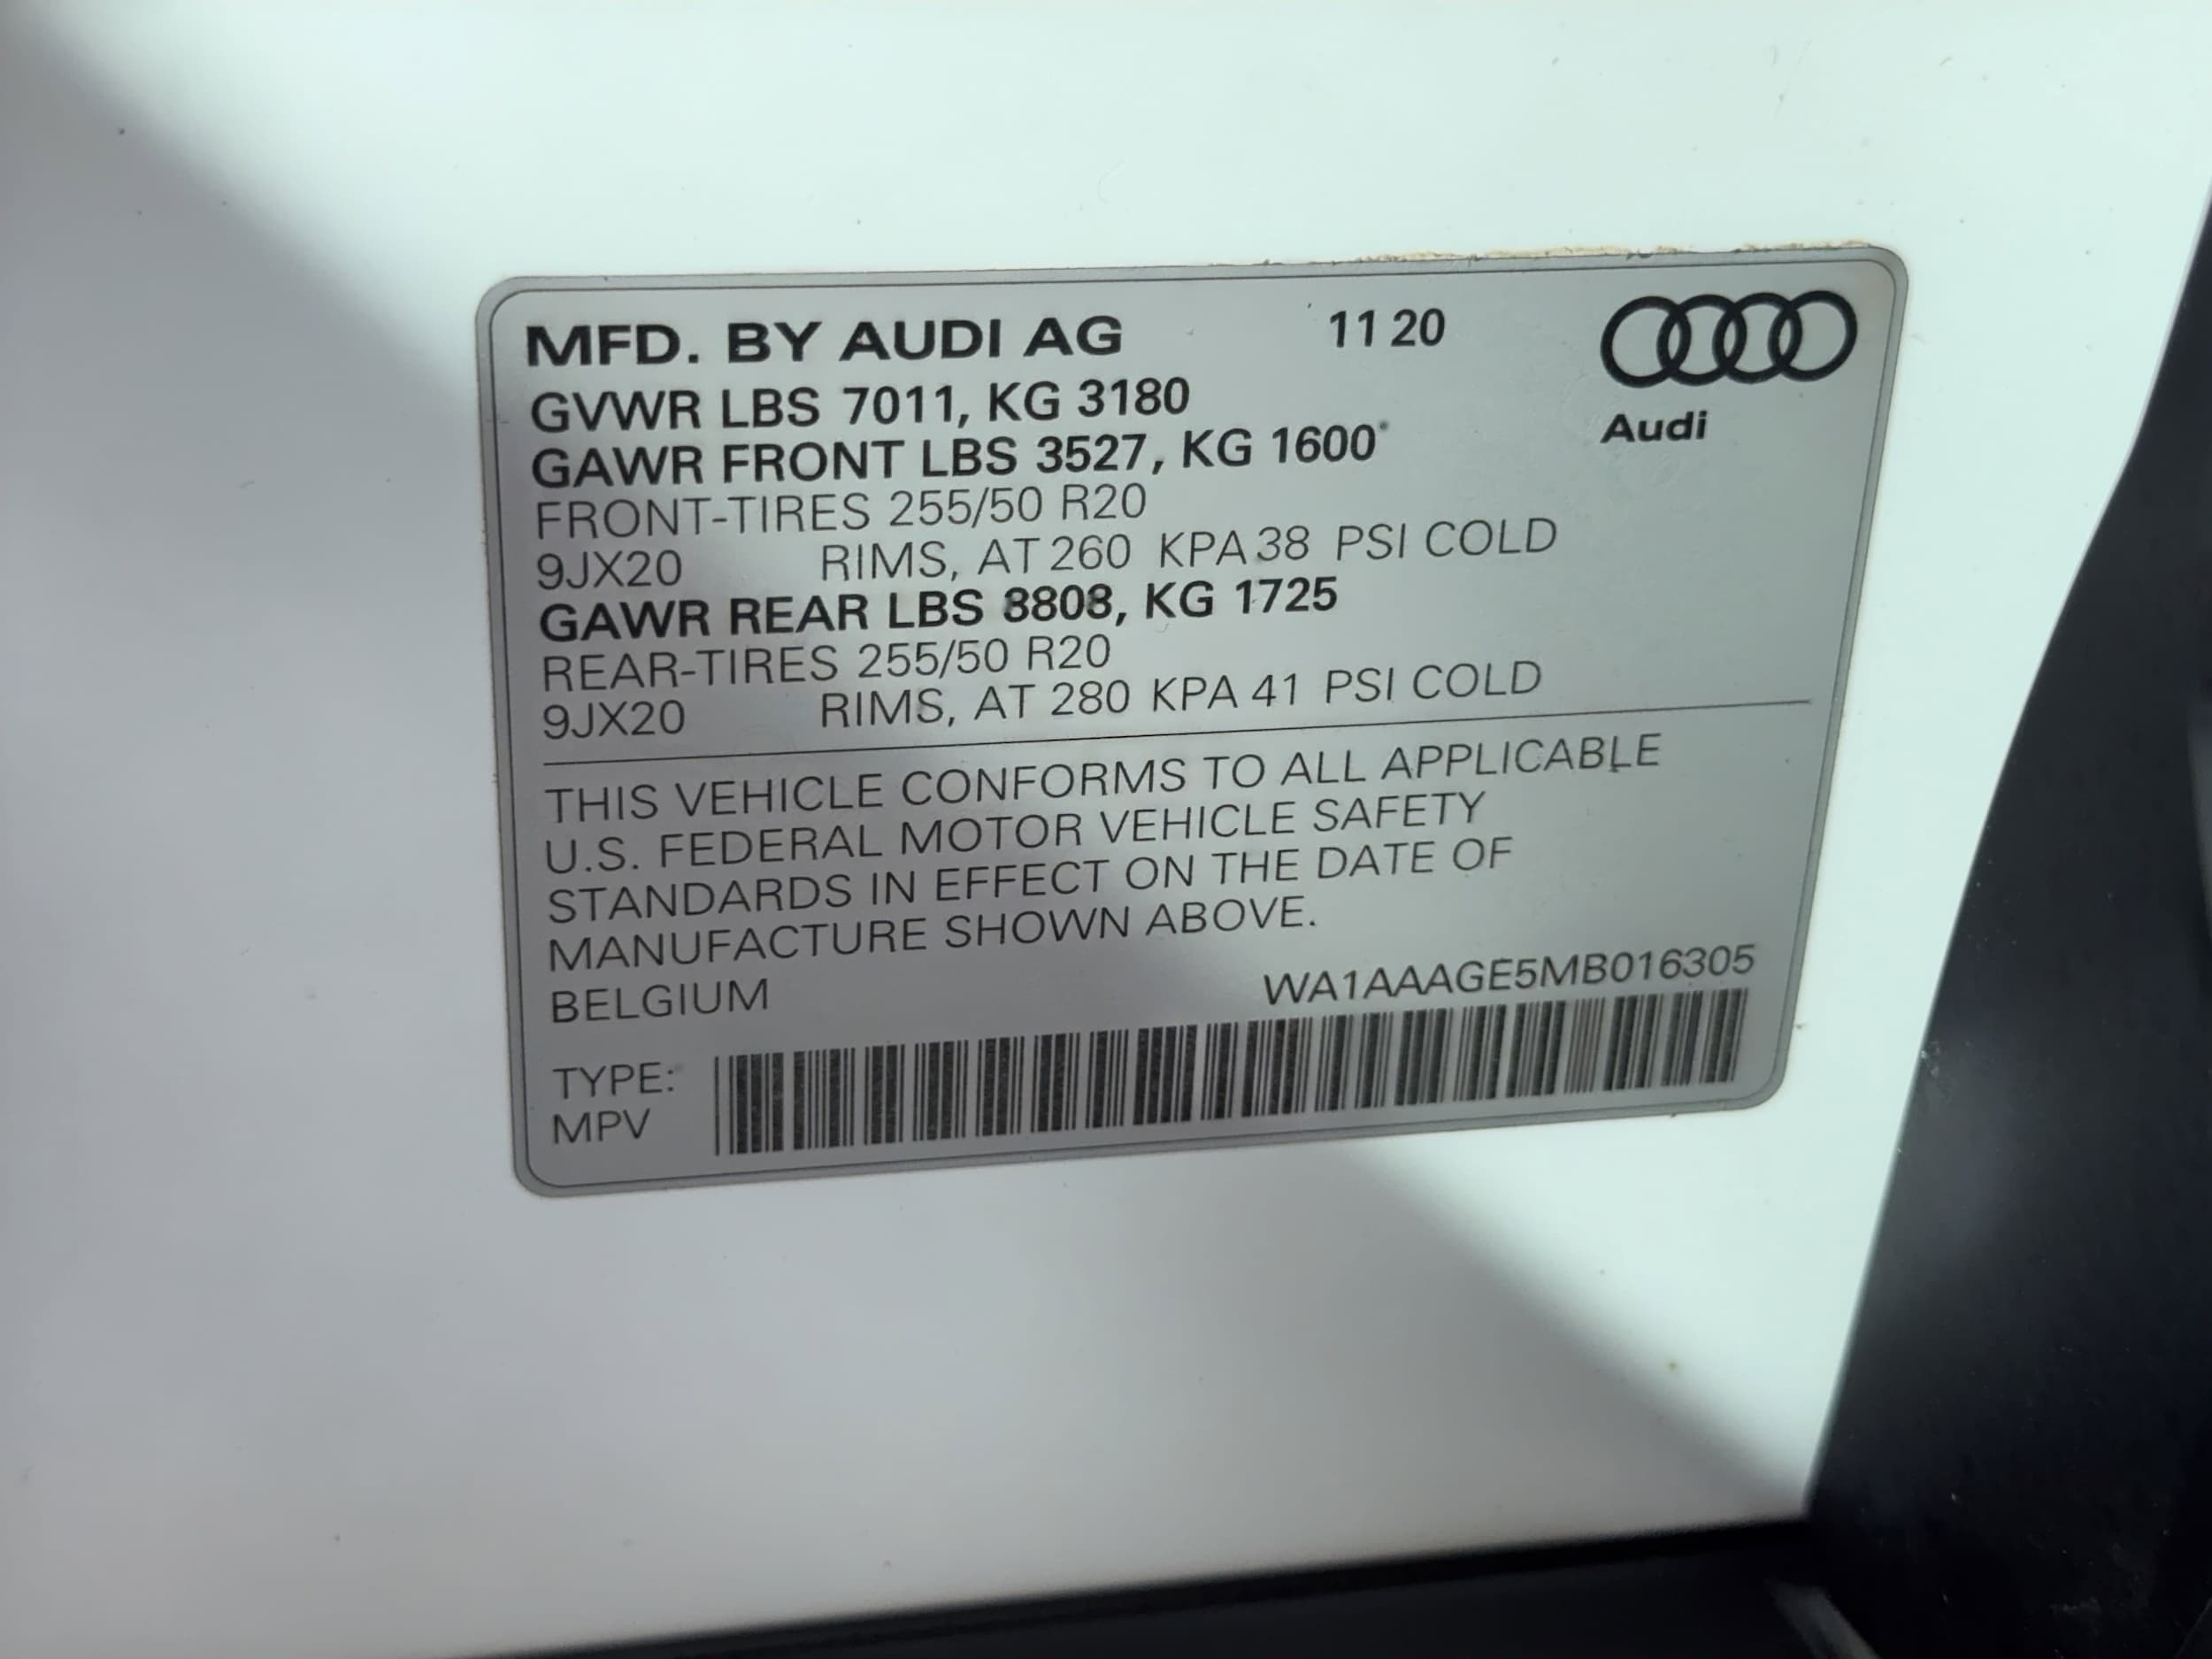 MFD. BY AUDI AG 11 20
GVWR LBS 7011, KG 3180
Audi
GAWR FRONT LBS 3527, KG 1600
FRONT-TIRES 255/50 R20
9JX20 RIMS, AT 260 KPA 38 PSI COLD
GAWR REAR LBS 8808, KG 1725
REAR-TIRES 255/50 R20
9JX20 RIMS, AT 280 KPA 41 PSI COLD
THIS VEHICLE CONFORMS TO ALL APPLICABLE
U.S. FEDERAL MOTOR VEHICLE SAFETY
STANDARDS IN EFFECT ON THE DATE OF
MANUFACTURE SHOWN ABOVE.
BELGIUM WA1AAAGE5MB016305
TYPE:
MPV